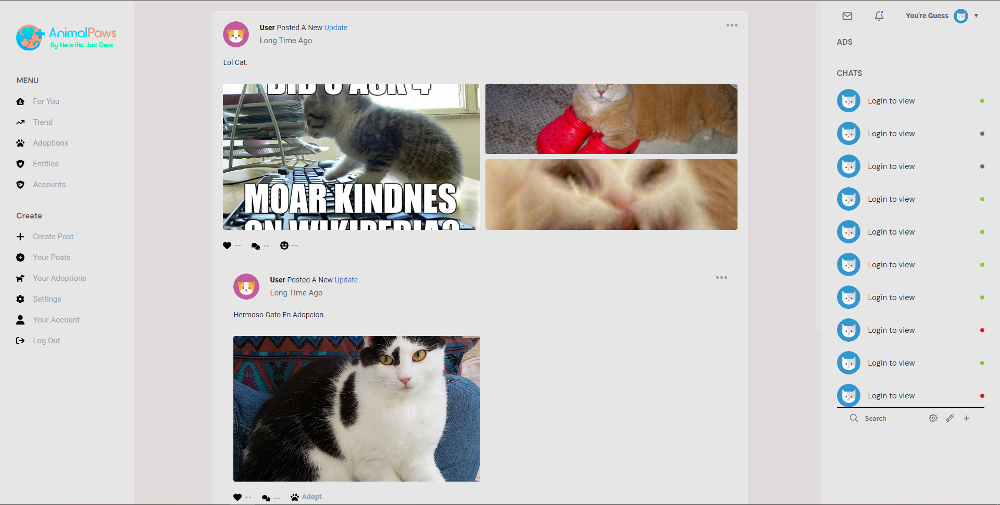 AnimalPaws
By Neoritic Jac Devs
MENU
For You
Trend
Adoptions
Entities
Accounts
Create
Create Post
Your Posts
Your Adoptions
Settings
Your Account
Log Out
User Posted A New Update
Long Time Ago
Lol Cat.
DID U ASK 4
MOAR KINDNES
ON WIKIPEDIA?
--
--
--
User Posted A New Update
Long Time Ago
Hermoso Gato En Adopcion.
--
--
Adopt
You're Guess
ADS
CHATS
Login to view
Login to view
Login to view
Login to view
Login to view
Login to view
Login to view
Login to view
Login to view
Login to view
Search